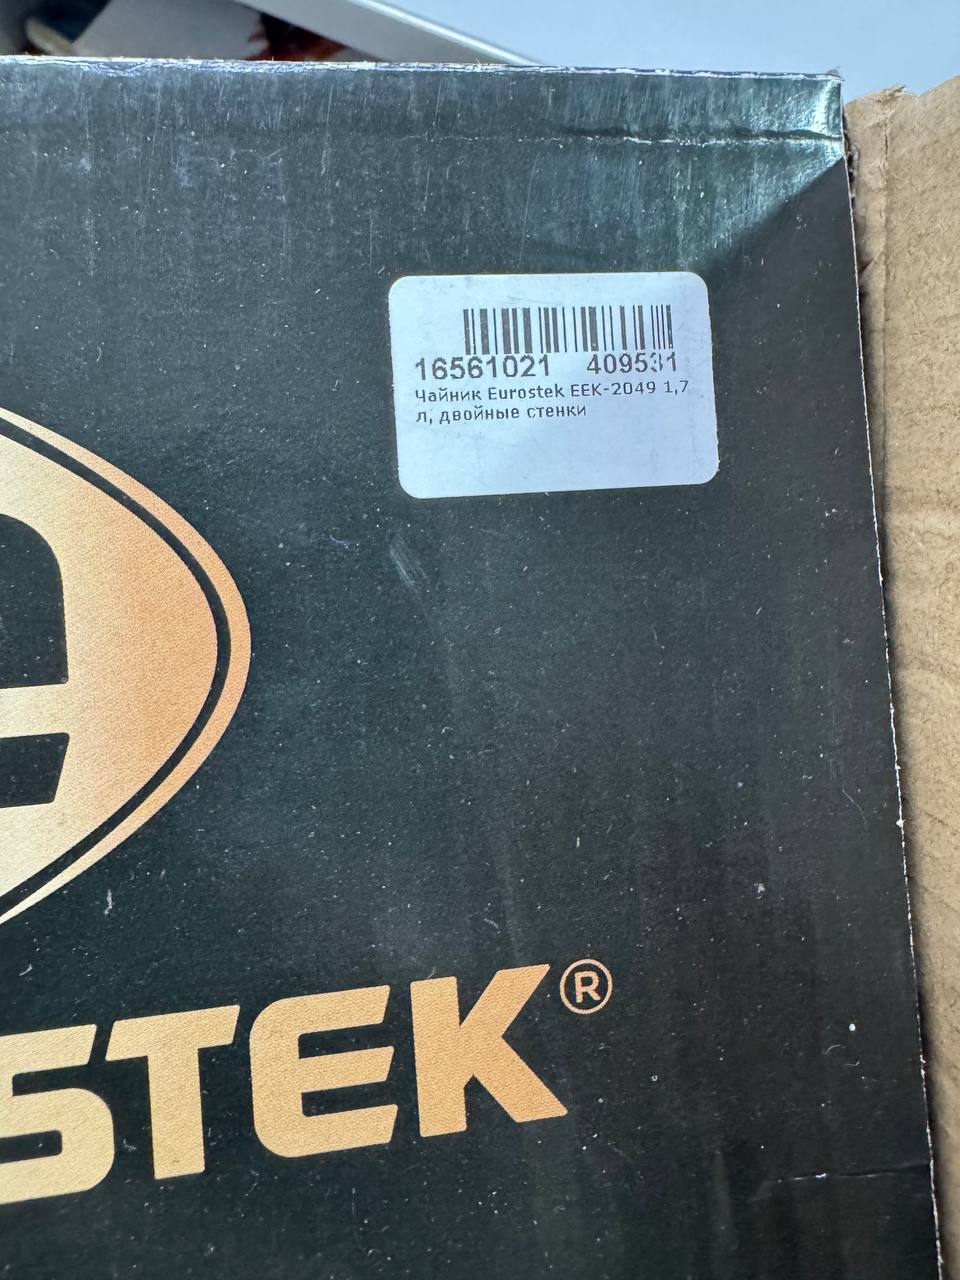 16561021 409531
Чайник Eurostek EEK-2049 1,7
л, двойные стенки
e
STEK®